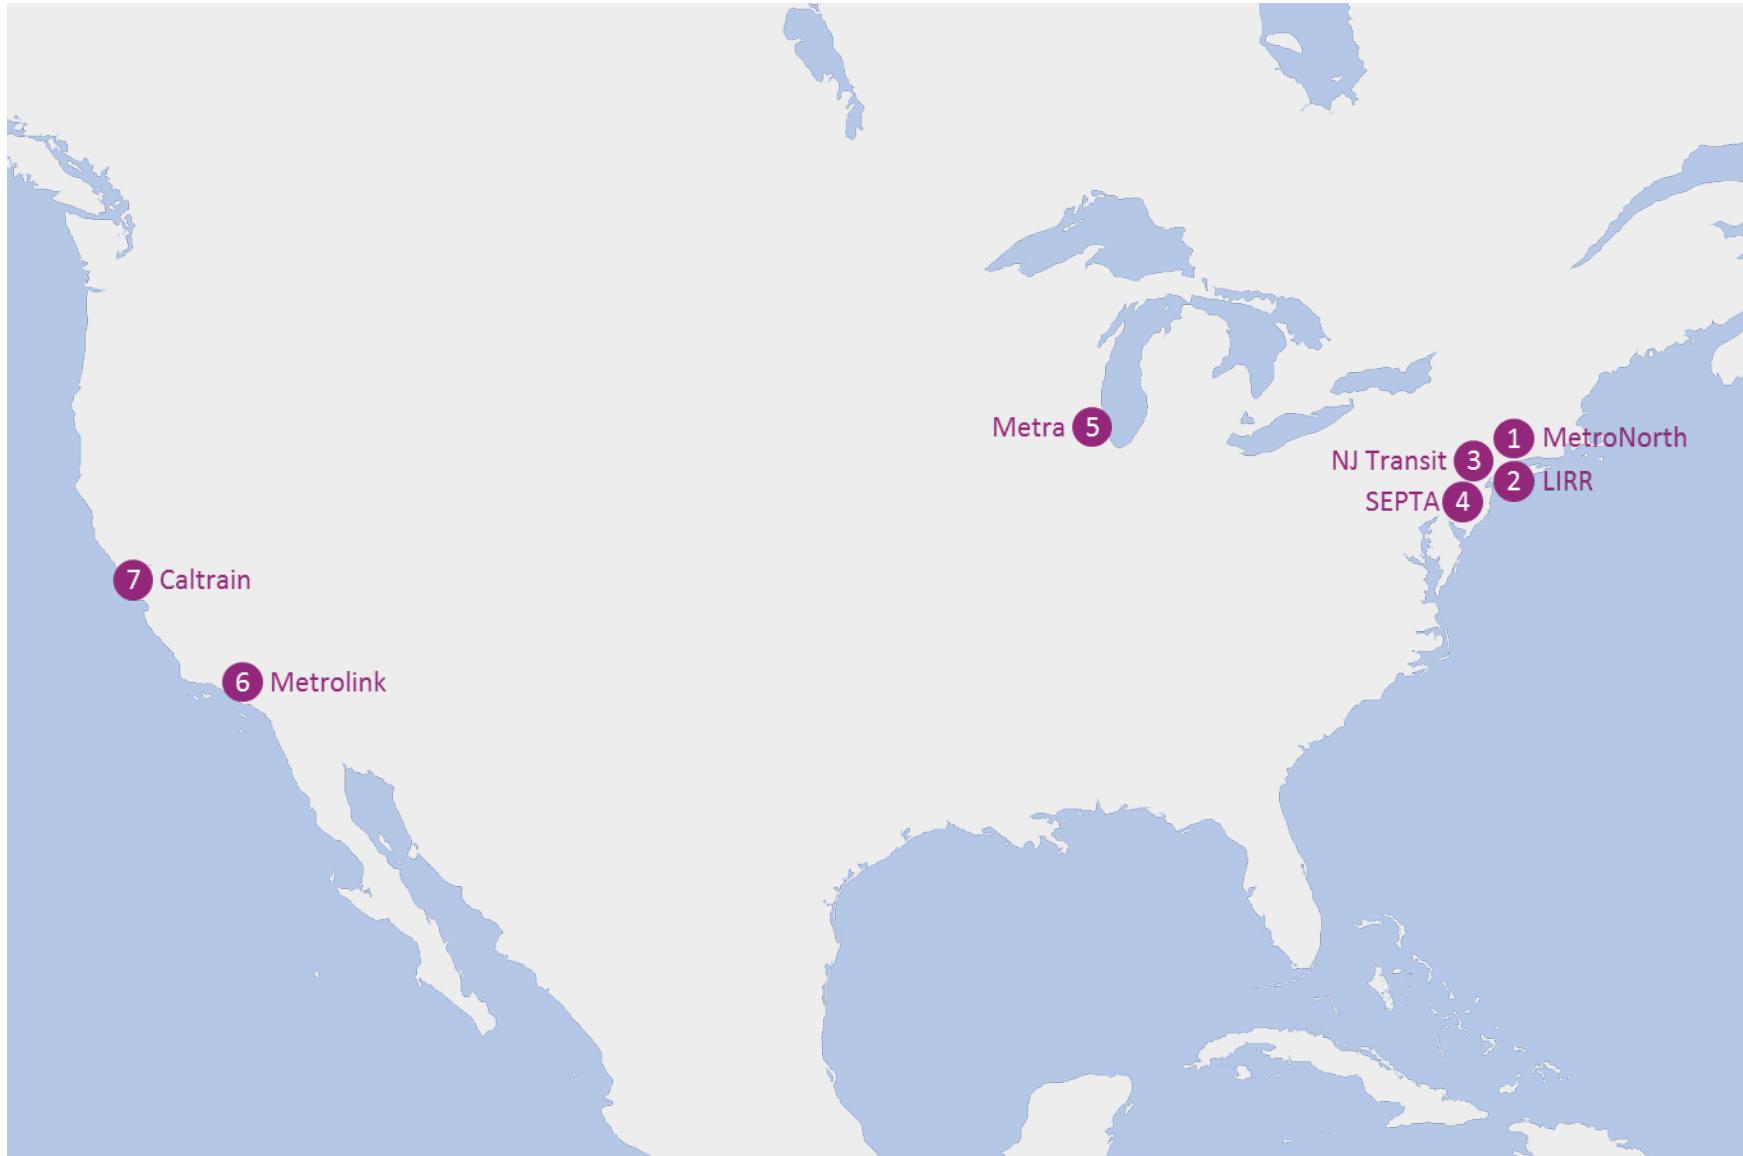 Metra 5
1 MetroNorth
NJ Transit 3
2 LIRR
SEPTA 4
7 Caltrain
6 Metrolink